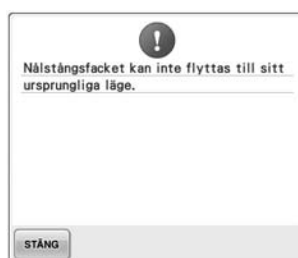 Nålstångsfacket kan inte flyttas till sitt
ursprungliga läge.
STÄNG